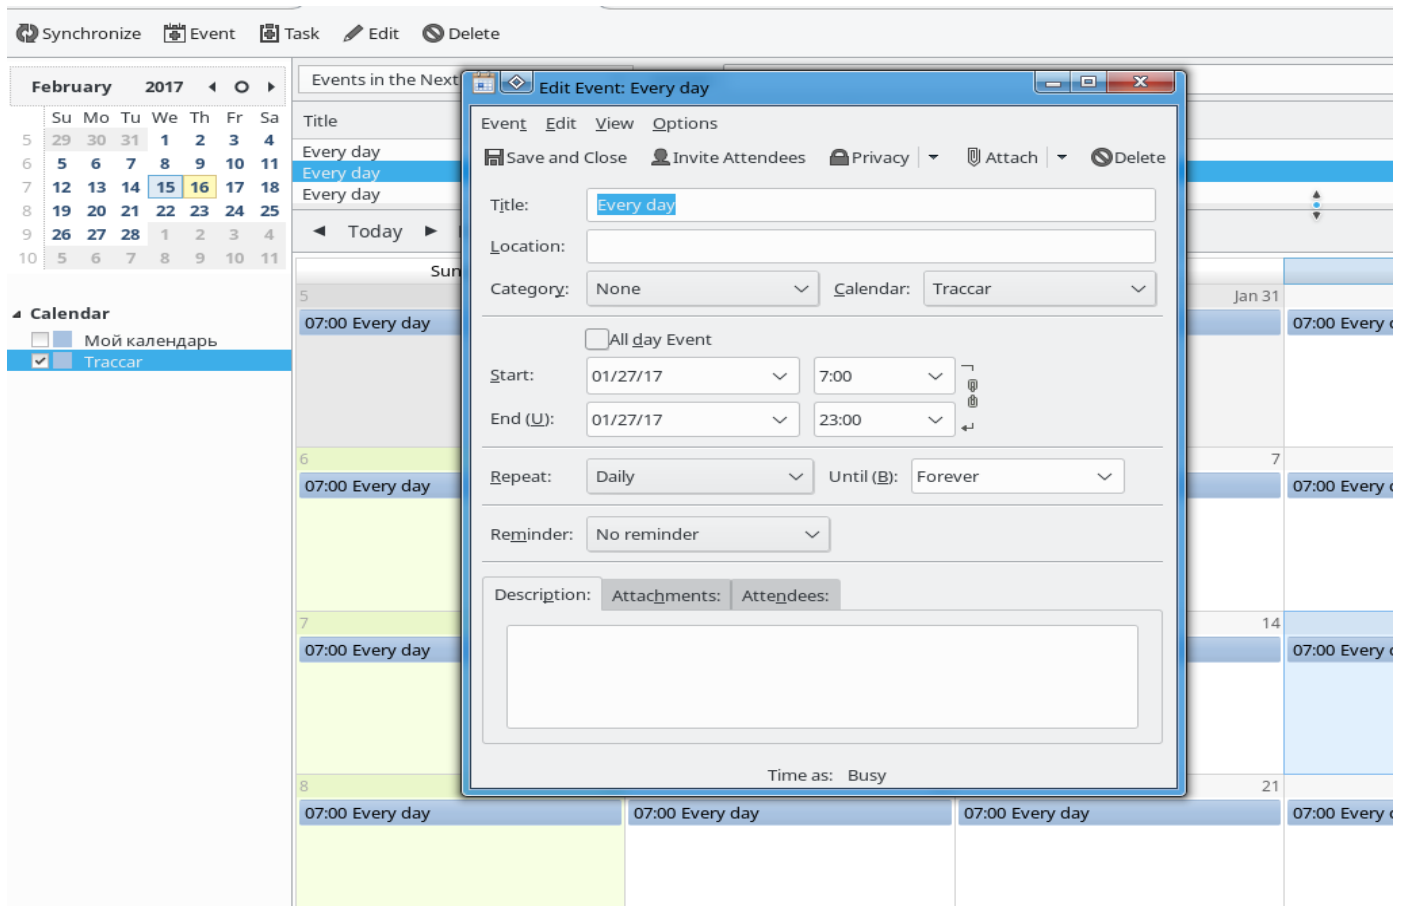 Synchronize Event Task Edit Delete
February 2017
Su Mo Tu We Th Fr Sa
5 29 30 31 1 2 3 4
6 5 6 7 8 9 10 11
7 12 13 14 15 16 17 18
8 19 20 21 22 23 24 25
9 26 27 28 1 2 3 4
10 5 6 7 8 9 10 11
Calendar
Мой календарь
Traccar
Events in the Next
Title
Every day
Every day
Every day
Today
Sun
5 Jan 31
07:00 Every day 07:00 Every
6 7
07:00 Every day 07:00 Every
7 14
07:00 Every day 07:00 Every
8 21
07:00 Every day 07:00 Every day 07:00 Every day 07:00 Every
Edit Event: Every day
Event Edit View Options
Save and Close Invite Attendees Privacy Attach Delete
Title: Every day
Location:
Category: None Calendar: Traccar
All day Event
Start: 01/27/17 7:00
End (U): 01/27/17 23:00
Repeat: Daily Until (B): Forever
Reminder: No reminder
Description: Attachments: Attendees:
Time as: Busy